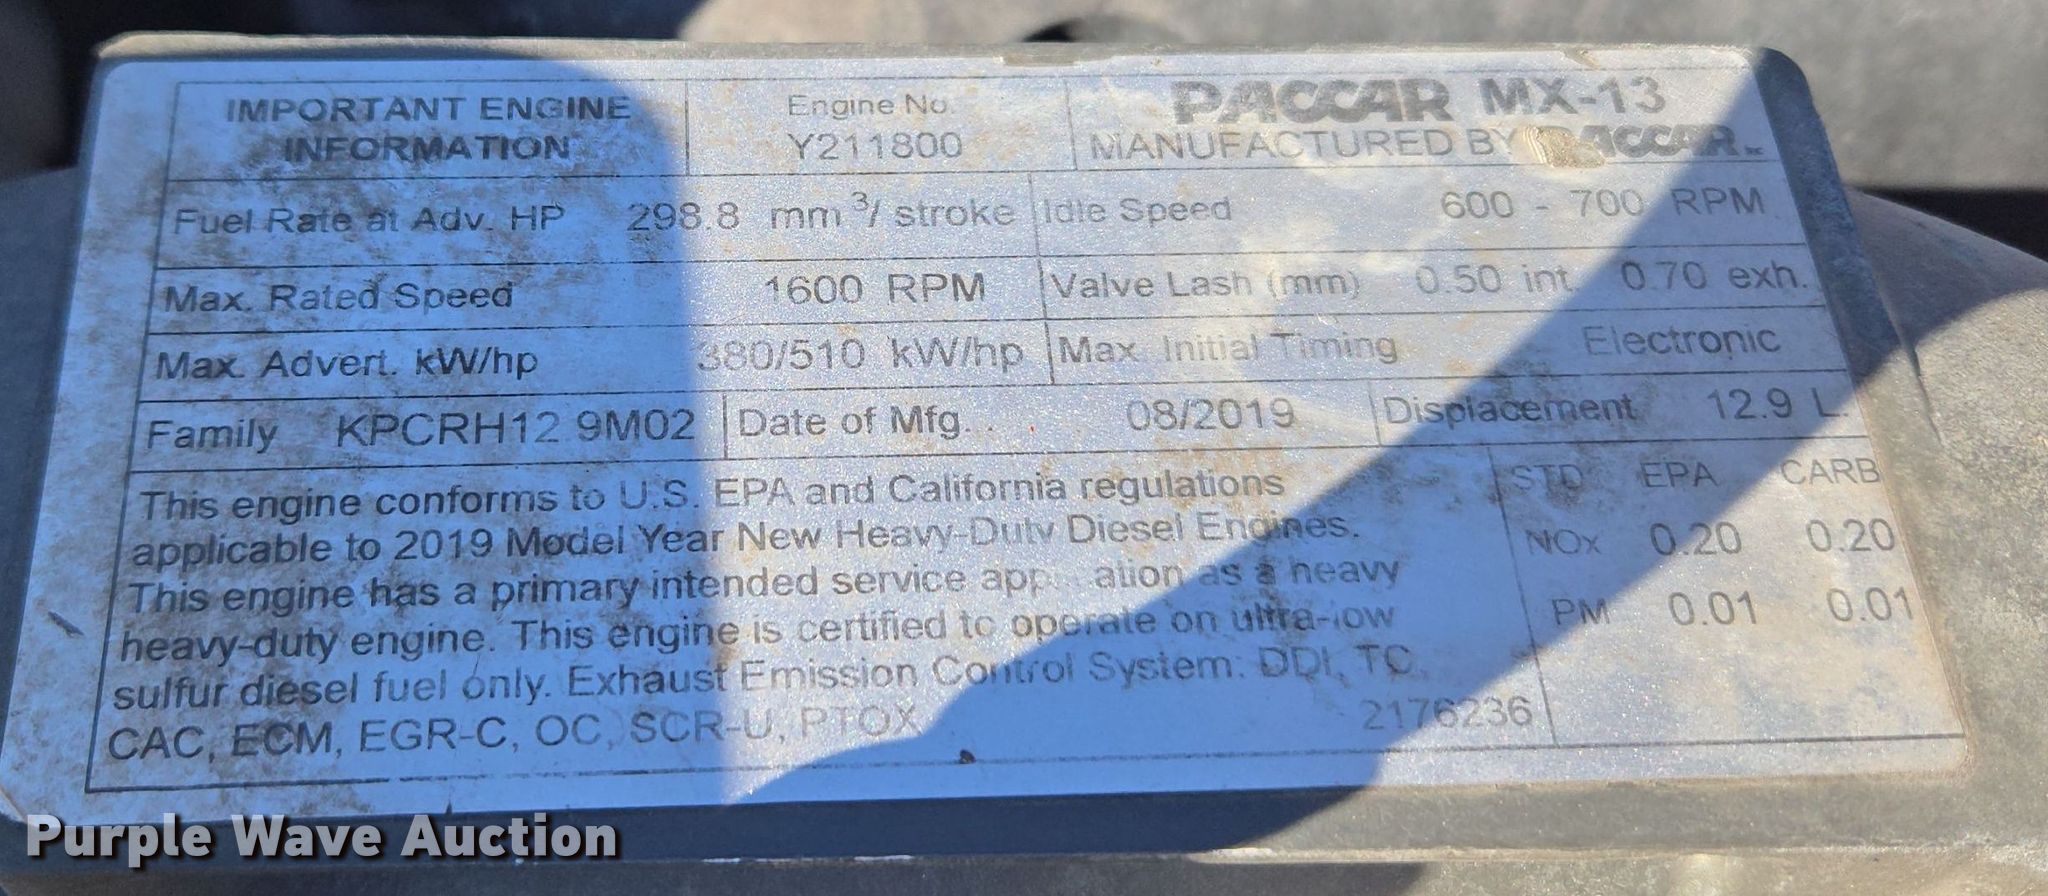 IMPORTANT ENGINE INFORMATION
Engine No.
Y211800
PACCAR MX-13
MANUFACTURED BY PACCAR INC
Fuel Rate at Adv. HP 298.8 mm³/ stroke
Idle Speed 600 - 700 RPM
Max. Rated Speed 1600 RPM
Valve Lash (mm) 0.50 int. 0.70 exh.
Max. Advert. kW/hp 380/510 kW/hp
Max. Initial Timing Electronic
Family KPCRH12.9M02
Date of Mfg. . 08/2019
Displacement 12.9 L.
This engine conforms to U.S. EPA and California regulations
applicable to 2019 Model Year New Heavy-Duty Diesel Engines.
This engine has a primary intended service application as a heavy
heavy-duty engine. This engine is certified to operate on ultra-low
sulfur diesel fuel only. Exhaust Emission Control System: DDI, TC,
CAC, ECM, EGR-C, OC, SCR-U, PTOX
2176236
STD EPA CARB
NOx 0.20 0.20
PM 0.01 0.01
Purple Wave Auction